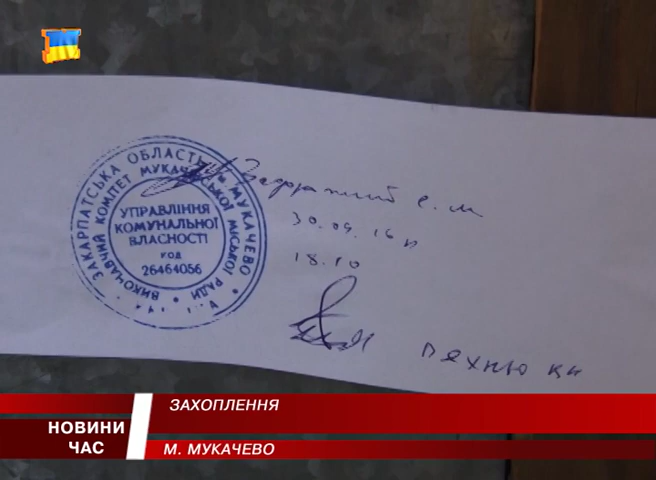 ЗАКАРПАТСЬКА ОБЛАСТЬ М. МУКАЧЕВО
ВИКОНАВЧИЙ КОМІТЕТ МУКАЧІВСЬКОЇ МІСЬКОЇ РАДИ
УПРАВЛІННЯ
КОМУНАЛЬНОЇ
ВЛАСНОСТІ
КОД
26464056
Задорожний Є. М
30.09.16 р
18.10
ЗАХОПЛЕННЯ
НОВИНИ
ЧАС
М. МУКАЧЕВО